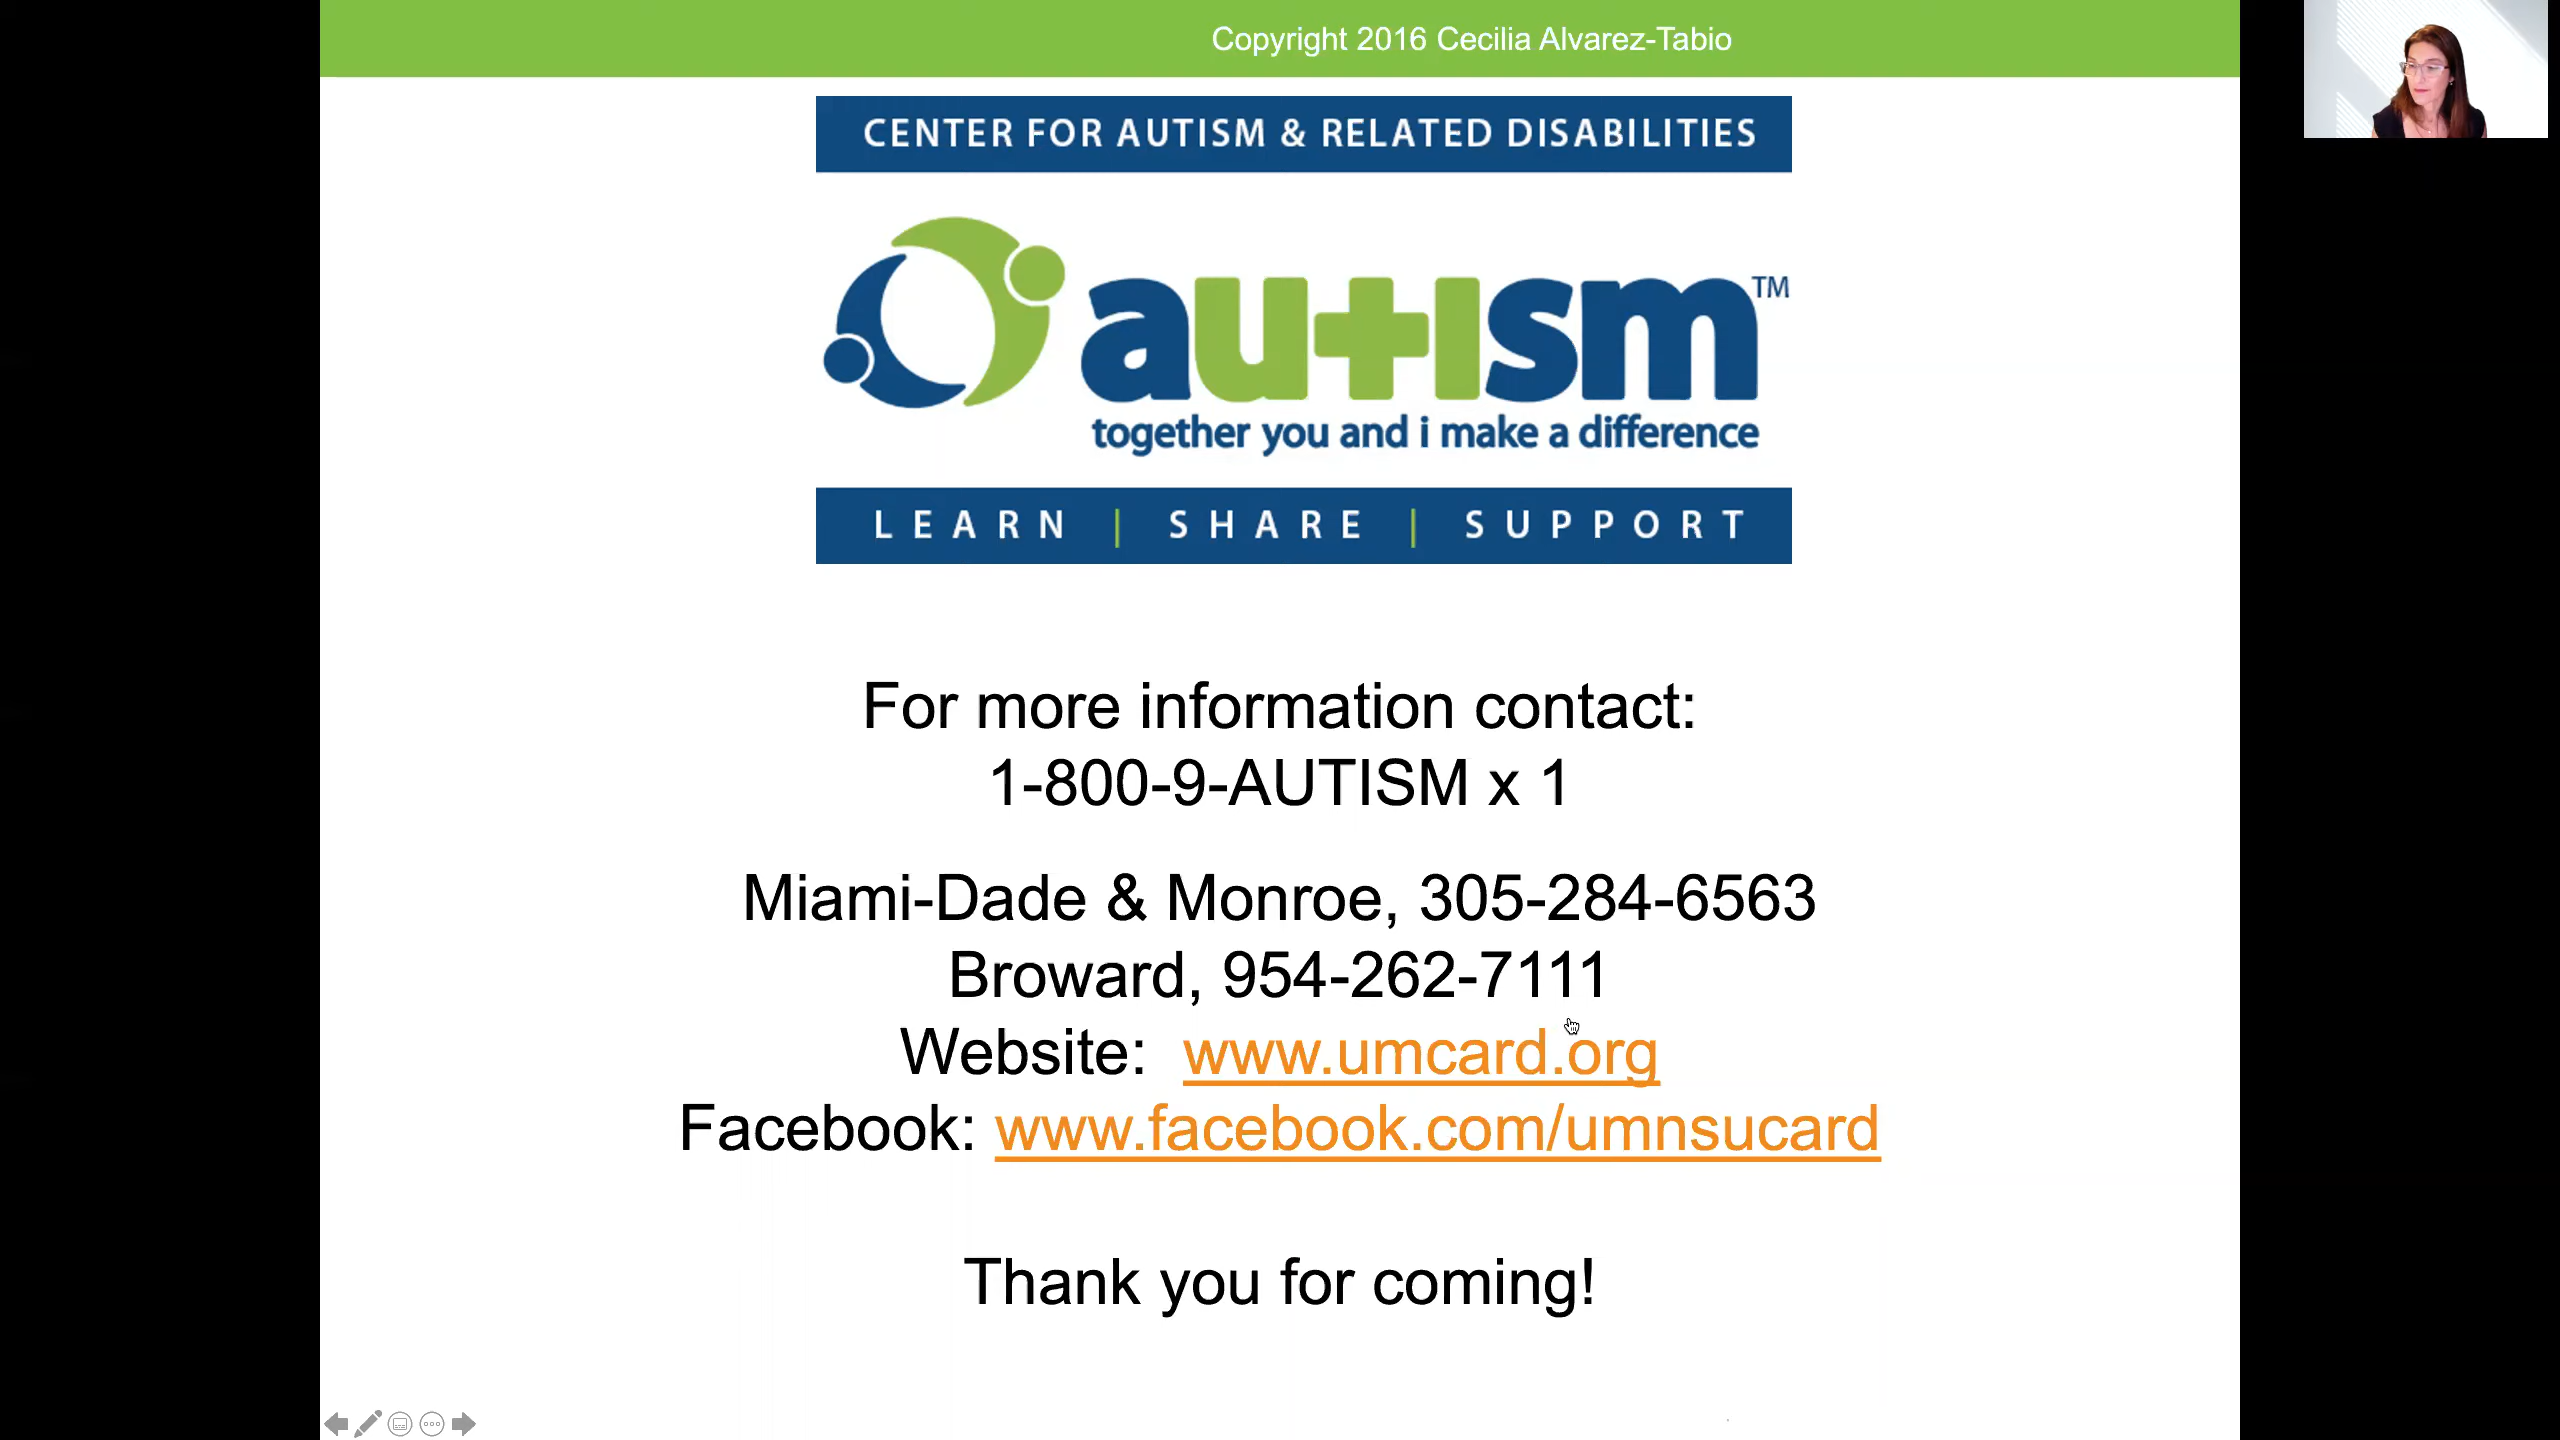 Copyright 2016 Cecilia Alvarez-Tabio
CENTER FOR AUTISM & RELATED DISABILITIES
autism™
together you and i make a difference
LEARN | SHARE | SUPPORT
For more information contact:
1-800-9-AUTISM x 1
Miami-Dade & Monroe, 305-284-6563
Broward, 954-262-7111
Website: www.umcard.org
Facebook: www.facebook.com/umnsucard
Thank you for coming!